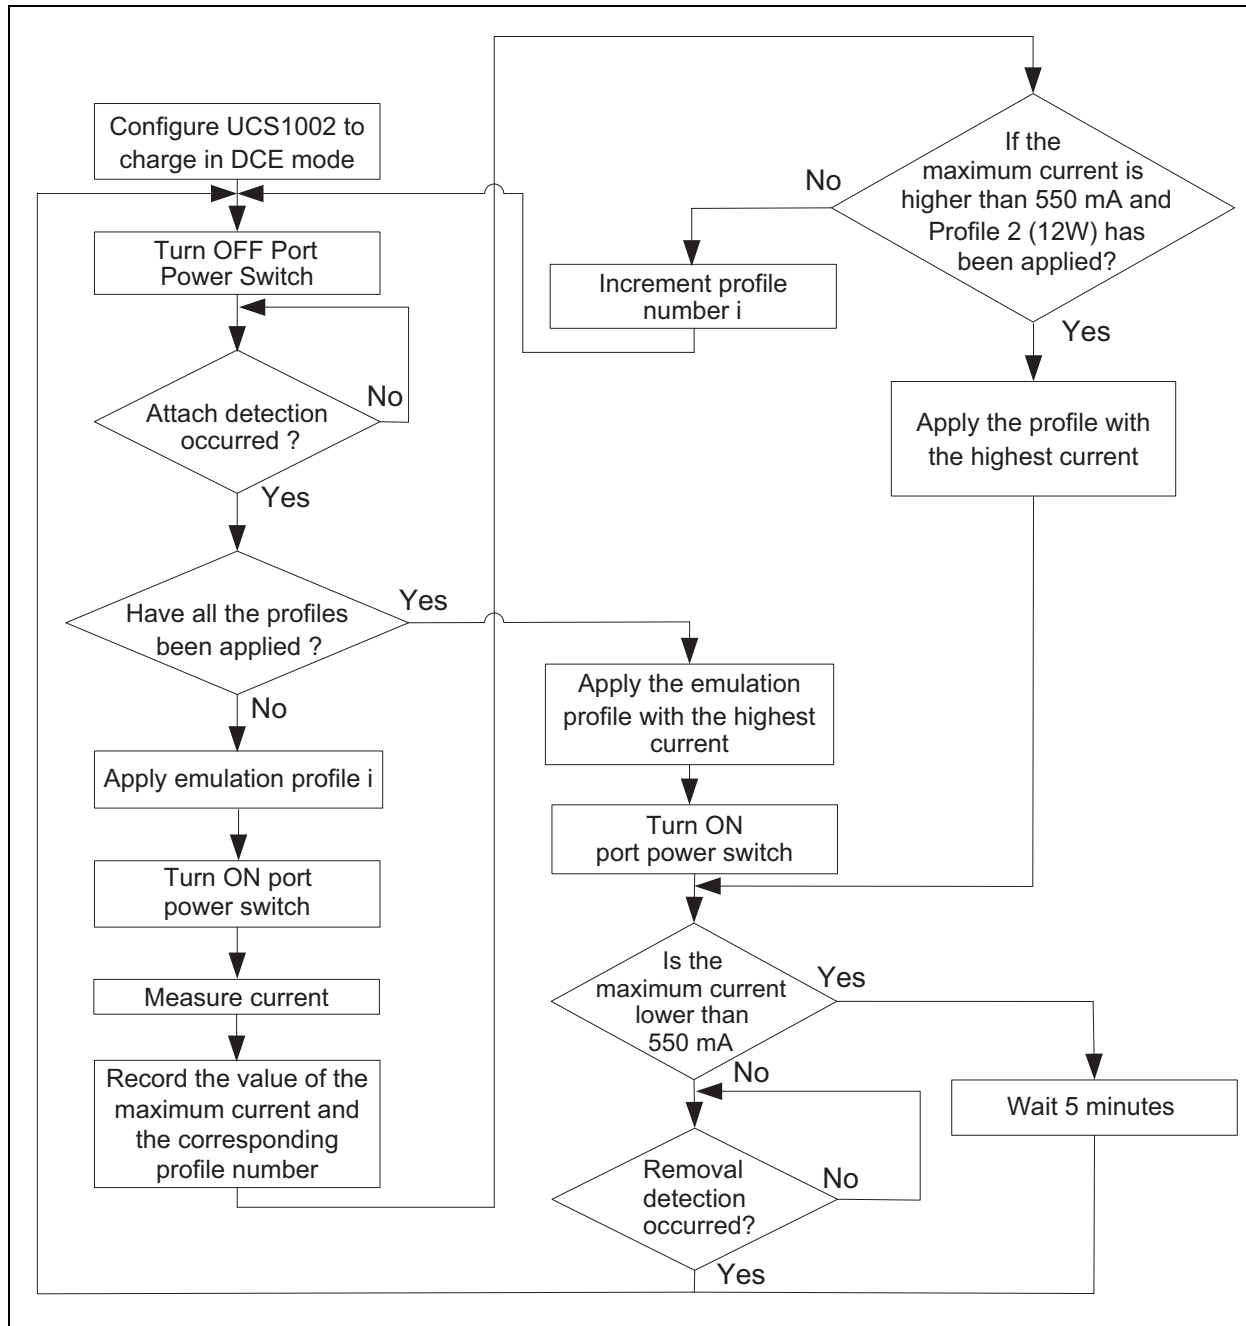 Configure UCS1002 to
charge in DCE mode
Turn OFF Port
Power Switch
Attach detection
occurred ?
No
Yes
Have all the profiles
been applied ?
Yes
No
Apply emulation profile i
Turn ON port
power switch
Measure current
Record the value of the
maximum current and
the corresponding
profile number
If the
maximum current is
higher than 550 mA and
Profile 2 (12W) has
been applied?
No
Yes
Increment profile
number i
Apply the profile with
the highest current
Apply the emulation
profile with the highest
current
Turn ON
port power switch
Is the
maximum current
lower than
550 mA
Yes
No
Wait 5 minutes
Removal
detection
occurred?
No
Yes